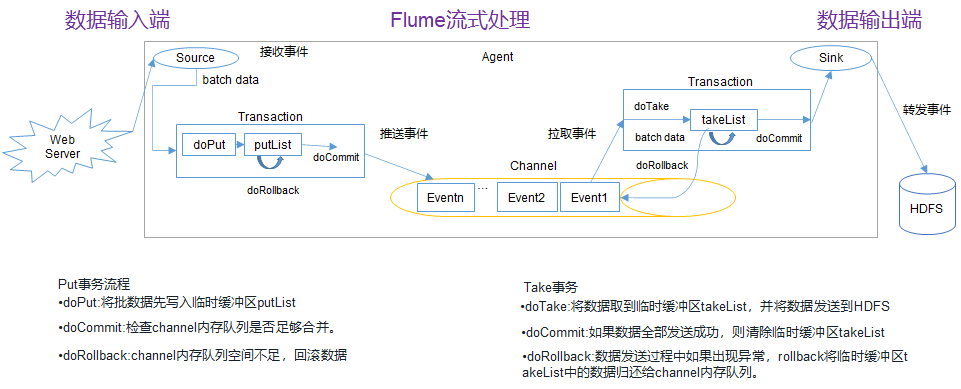 数据输入端
Flume流式处理
数据输出端
Source
接收事件
Agent
Sink
batch data
Transaction
转发事件
Web
Server
Transaction
doTake
takeList
推送事件
拉取事件
batch data
doCommit
doPut
putList
doCommit
doRollback
Channel
doRollback
Eventn
...
Event2
Event1
HDFS
Put事务流程
•doPut:将批数据先写入临时缓冲区putList
•doCommit:检查channel内存队列是否足够合并。
•doRollback:channel内存队列空间不足，回滚数据
Take事务
•doTake:将数据取到临时缓冲区takeList，并将数据发送到HDFS
•doCommit:如果数据全部发送成功，则清除临时缓冲区takeList
•doRollback:数据发送过程中如果出现异常，rollback将临时缓冲区t
akeList中的数据归还给channel内存队列。